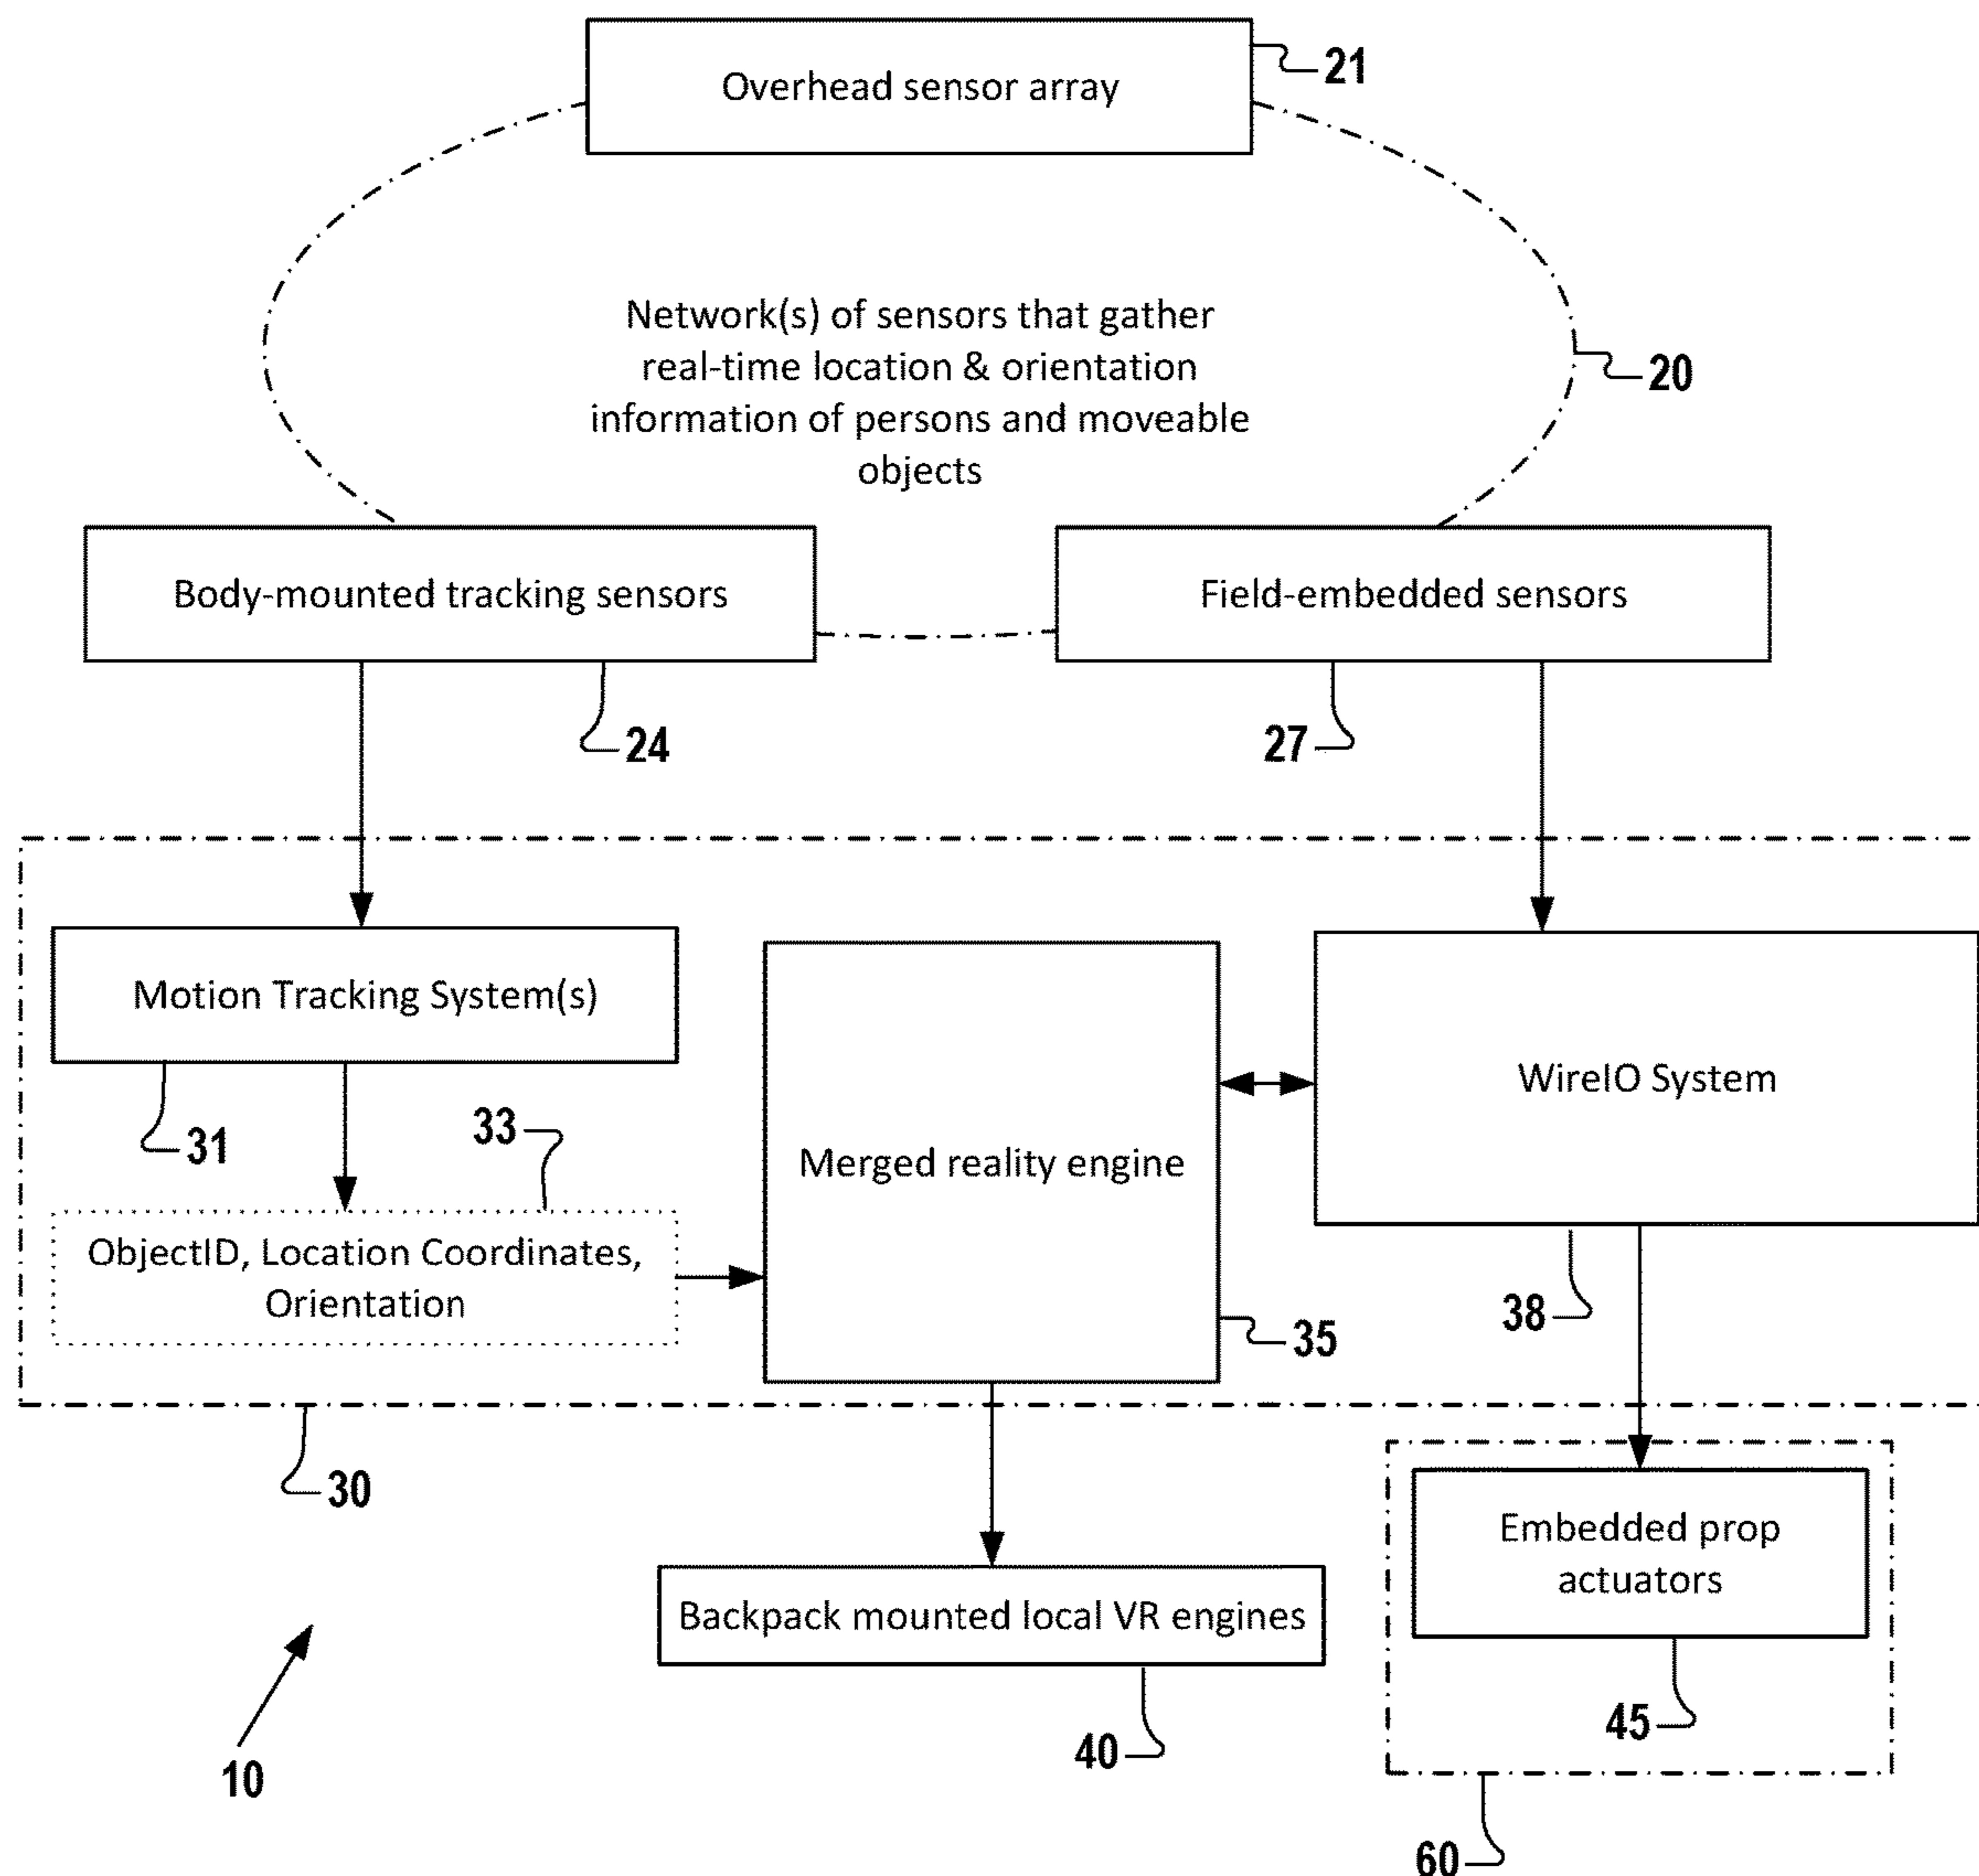 Overhead sensor array
21
Network(s) of sensors that gather
real-time location & orientation
information of persons and moveable
objects
20
Body-mounted tracking sensors
Field-embedded sensors
24
27
Motion Tracking System(s)
WireIO System
31
33
Merged reality engine
ObjectID, Location Coordinates,
Orientation
38
35
30
Embedded prop
actuators
Backpack mounted local VR engines
45
40
10
60